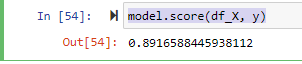 In [54]: model.score(df_X, y)
Out[54]: 0.8916588445938112